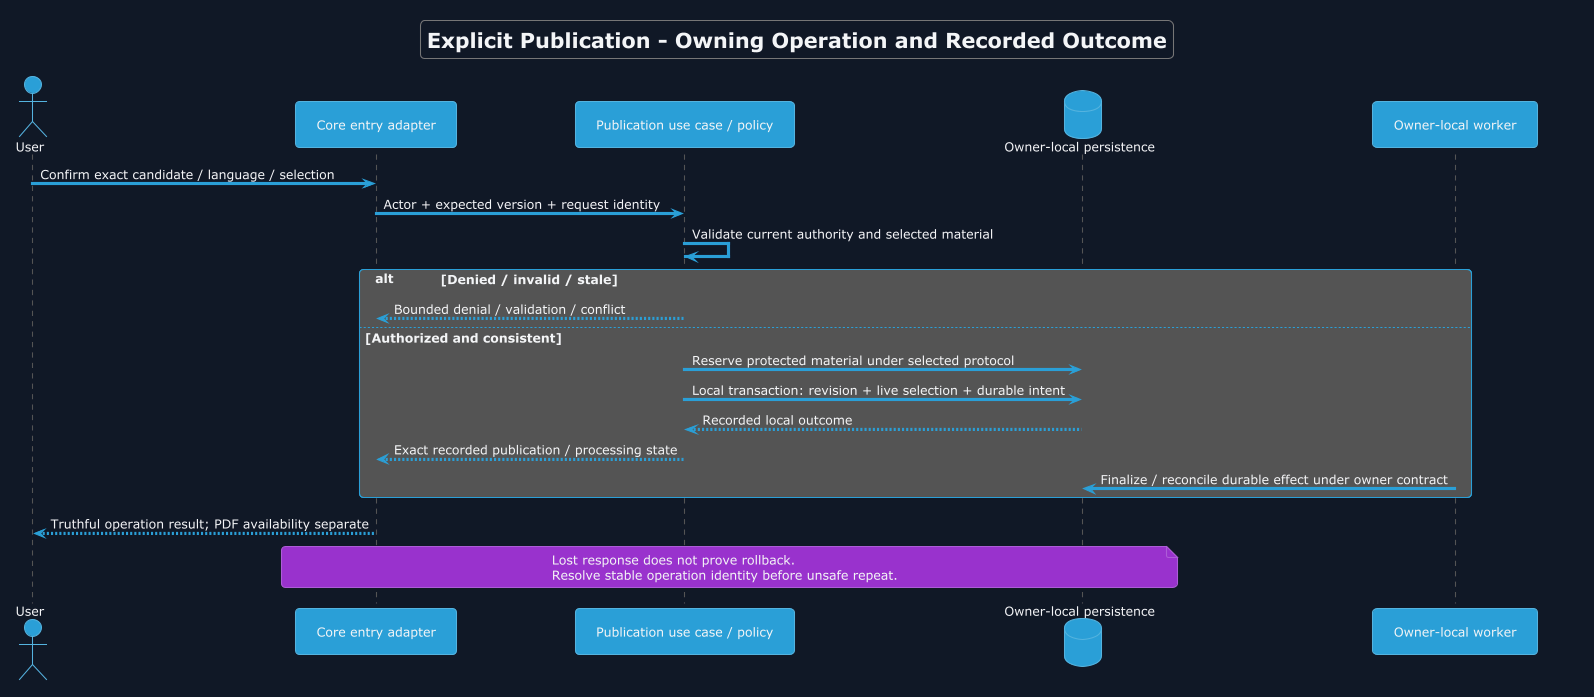 Explicit Publication - Owning Operation and Recorded Outcome
User
Core entry adapter
Publication use case / policy
Owner-local persistence
Owner-local worker
Confirm exact candidate / language / selection
Actor + expected version + request identity
Validate current authority and selected material
alt
[Denied / invalid / stale]
Bounded denial / validation / conflict
[Authorized and consistent]
Reserve protected material under selected protocol
Local transaction: revision + live selection + durable intent
Recorded local outcome
Exact recorded publication / processing state
Finalize / reconcile durable effect under owner contract
Truthful operation result; PDF availability separate
Lost response does not prove rollback.
Resolve stable operation identity before unsafe repeat.
User
Core entry adapter
Publication use case / policy
Owner-local persistence
Owner-local worker